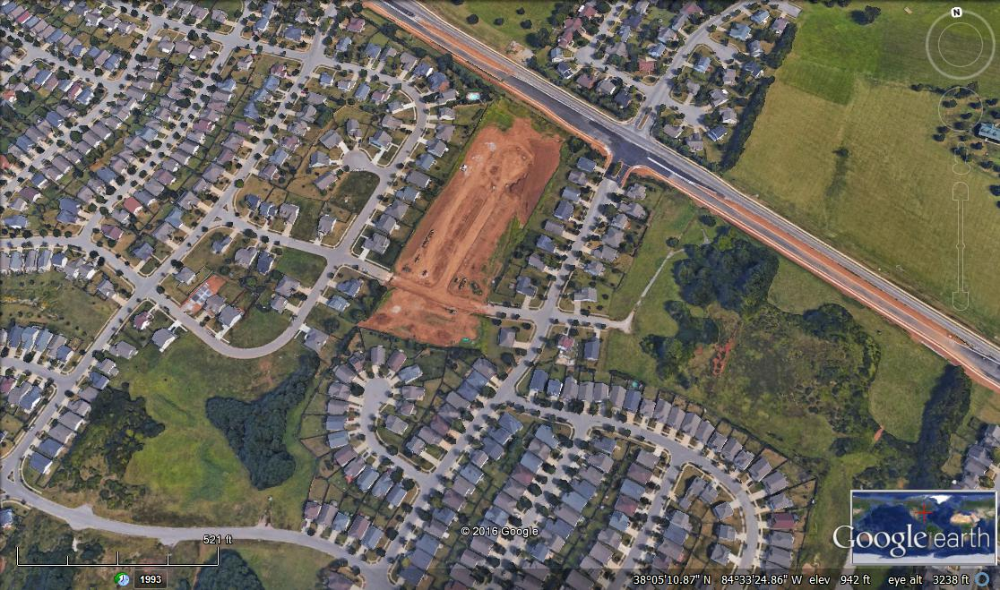 N
521 ft
© 2016 Google
Google earth
1993
38°05'10.87" N 84°33'24.86" W elev 942 ft eye alt 3238 ft